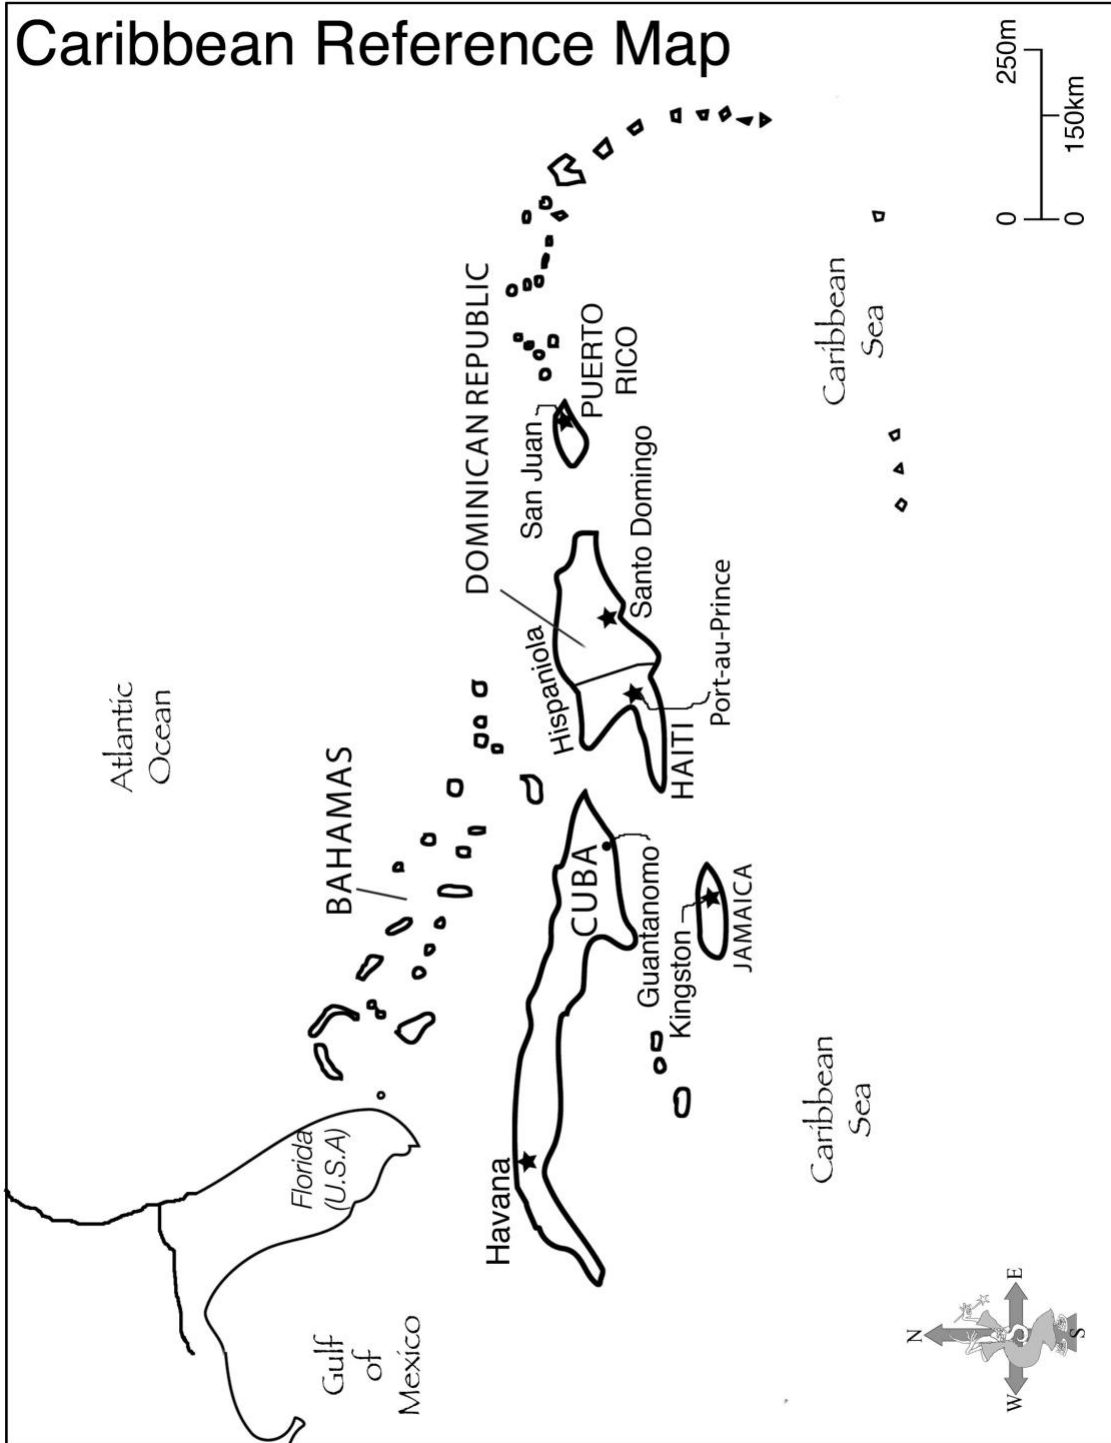 Caribbean Reference Map
250m
0
150km
0
Atlantic
Ocean
BAHAMAS
DOMINICAN REPUBLIC
San Juan
PUERTO
RICO
Hispaniola
Santo Domingo
Port-au-Prince
HAITI
CUBA
Guantanomo
Kingston
JAMAICA
Havana
Florida
(U.S.A)
Gulf
of
Mexico
Caribbean
Sea
Caribbean
Sea
N
W
E
S